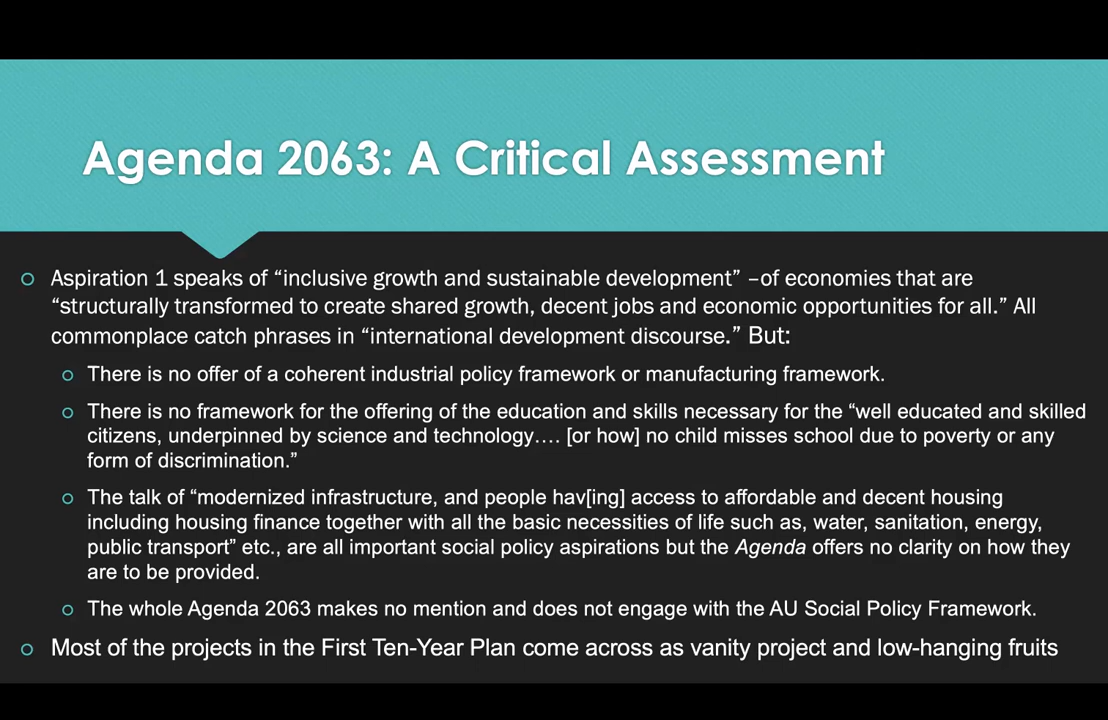 Agenda 2063: A Critical Assessment
Aspiration 1 speaks of “inclusive growth and sustainable development” –of economies that are
“structurally transformed to create shared growth, decent jobs and economic opportunities for all.” All
commonplace catch phrases in “international development discourse.” But:
There is no offer of a coherent industrial policy framework or manufacturing framework.
There is no framework for the offering of the education and skills necessary for the “well educated and skilled
citizens, underpinned by science and technology…. [or how] no child misses school due to poverty or any
form of discrimination.”
The talk of “modernized infrastructure, and people hav[ing] access to affordable and decent housing
including housing finance together with all the basic necessities of life such as, water, sanitation, energy,
public transport” etc., are all important social policy aspirations but the Agenda offers no clarity on how they
are to be provided.
The whole Agenda 2063 makes no mention and does not engage with the AU Social Policy Framework.
Most of the projects in the First Ten-Year Plan come across as vanity project and low-hanging fruits